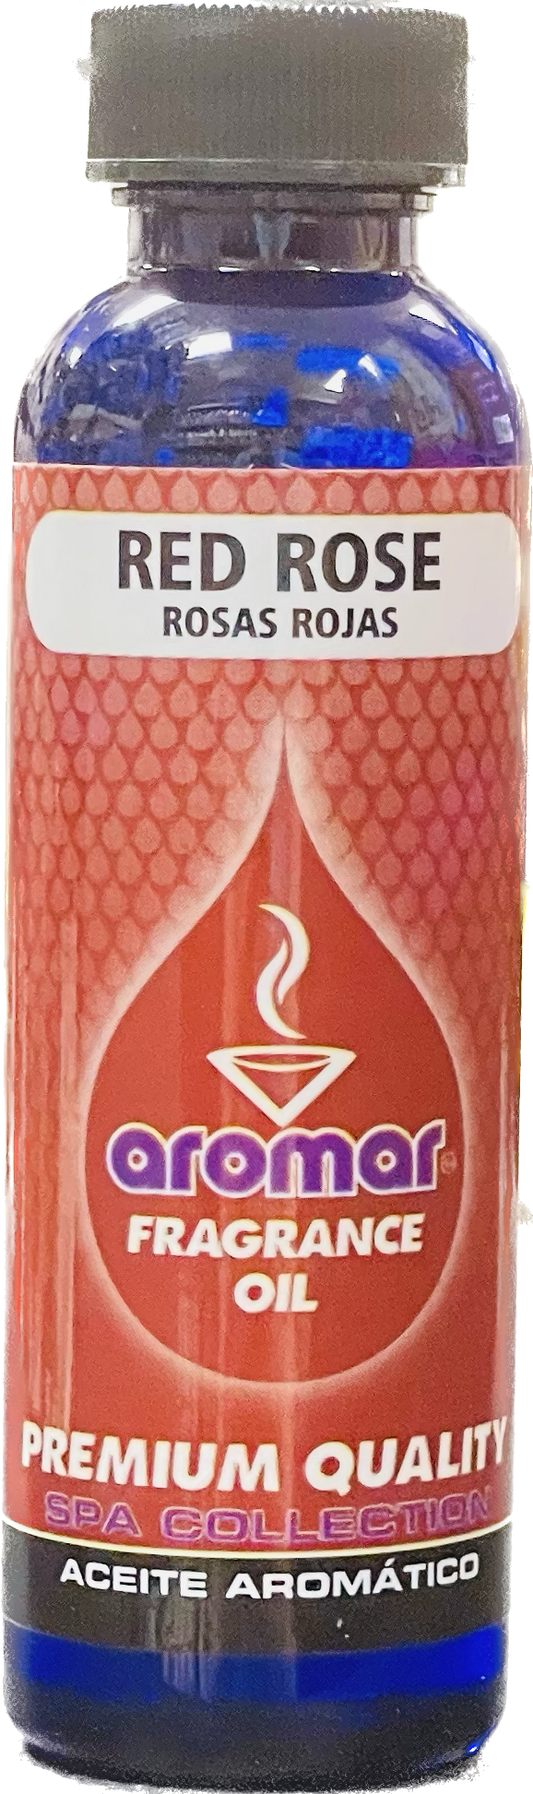 RED ROSE
ROSAS ROJAS
aromar
FRAGRANCE
OIL
PREMIUM QUALITY
SPA COLLECTION
ACEITE AROMÁTICO